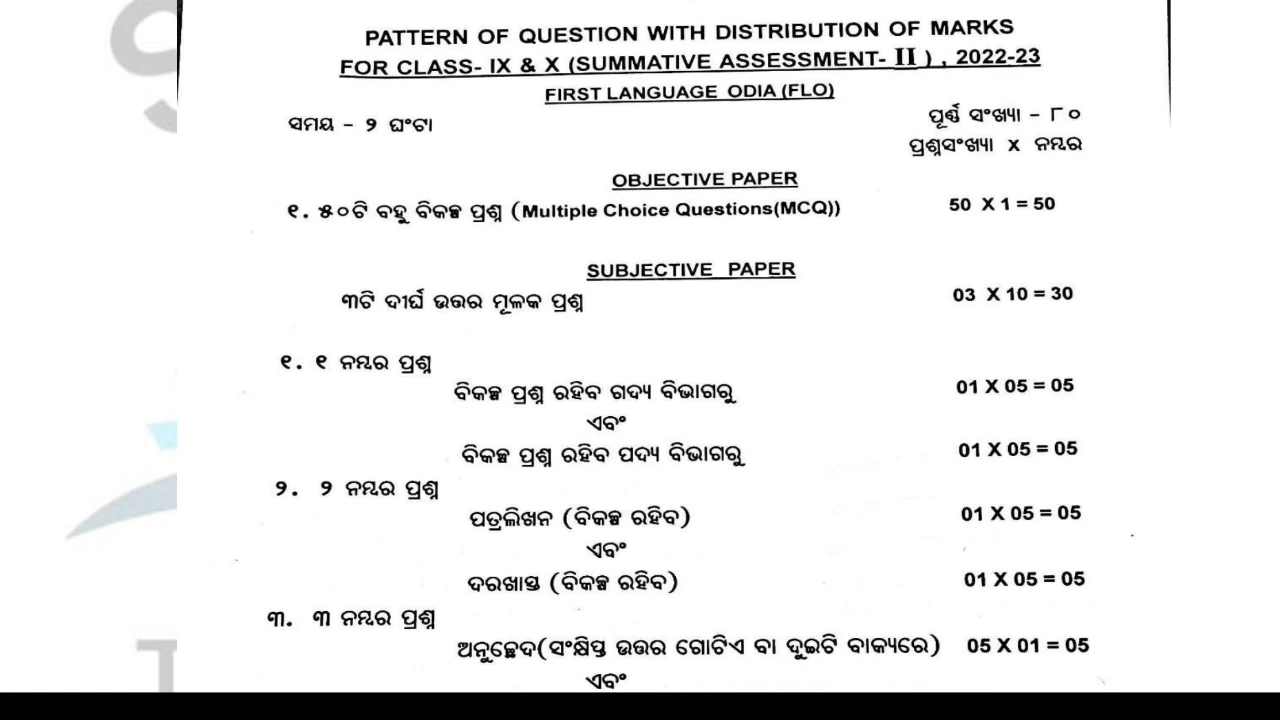 PATTERN OF QUESTION WITH DISTRIBUTION OF MARKS
FOR CLASS- IX & X (SUMMATIVE ASSESSMENT- II ) , 2022-23
FIRST LANGUAGE ODIA (FLO)
ସମୟ – ୨ ଘଂଟା ପୂର୍ଣ୍ଣ ସଂଖ୍ୟା – ୮୦
ପ୍ରଶ୍ନସଂଖ୍ୟା x ନମ୍ବର
OBJECTIVE PAPER
୧. ୫୦ଟି ବହୁ ବିକଳ୍ପ ପ୍ରଶ୍ନ (Multiple Choice Questions(MCQ)) 50 X 1 = 50
SUBJECTIVE PAPER
୩ଟି ଦୀର୍ଘ ଉତ୍ତର ମୂଳକ ପ୍ରଶ୍ନ 03 X 10 = 30
୧. ୧ ନମ୍ବର ପ୍ରଶ୍ନ
ବିକଳ୍ପ ପ୍ରଶ୍ନ ରହିବ ଗଦ୍ୟ ବିଭାଗରୁ 01 X 05 = 05
ଏବଂ
ବିକଳ୍ପ ପ୍ରଶ୍ନ ରହିବ ପଦ୍ୟ ବିଭାଗରୁ 01 X 05 = 05
୨. ୨ ନମ୍ବର ପ୍ରଶ୍ନ
ପତ୍ରଲିଖନ (ବିକଳ୍ପ ରହିବ) 01 X 05 = 05
ଏବଂ
ଦରଖାସ୍ତ (ବିକଳ୍ପ ରହିବ) 01 X 05 = 05
୩. ୩ ନମ୍ବର ପ୍ରଶ୍ନ
ଅନୁଚ୍ଛେଦ(ସଂକ୍ଷିପ୍ତ ଉତ୍ତର ଗୋଟିଏ ବା ଦୁଇଟି ବାକ୍ୟରେ) 05 X 01 = 05
ଏବଂ